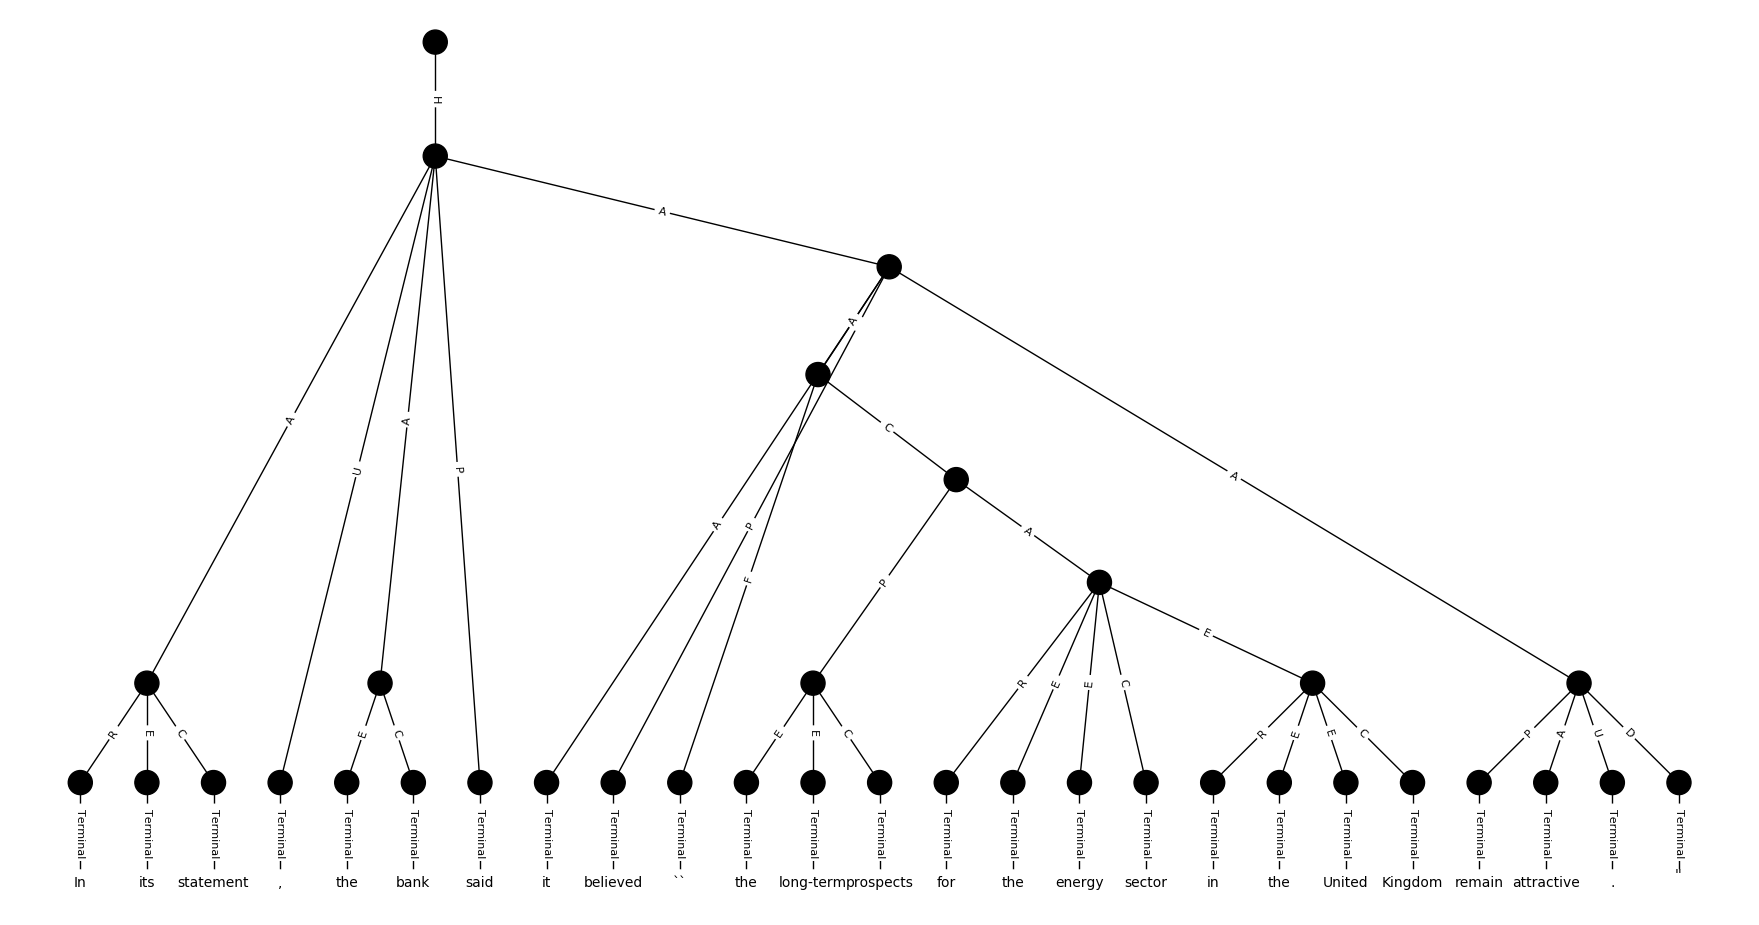 H
A
A
A
A
U
A
P
C
A
A
P
F
P
A
E
R
E
E
C
R
E
C
E
C
E
E
C
R
E
E
C
P
A
U
D
Terminal Terminal Terminal Terminal Terminal Terminal Terminal Terminal Terminal Terminal Terminal Terminal Terminal Terminal Terminal Terminal Terminal Terminal Terminal Terminal Terminal Terminal Terminal Terminal Terminal
In its statement , the bank said it believed `` the long-term prospects for the energy sector in the United Kingdom remain attractive . "